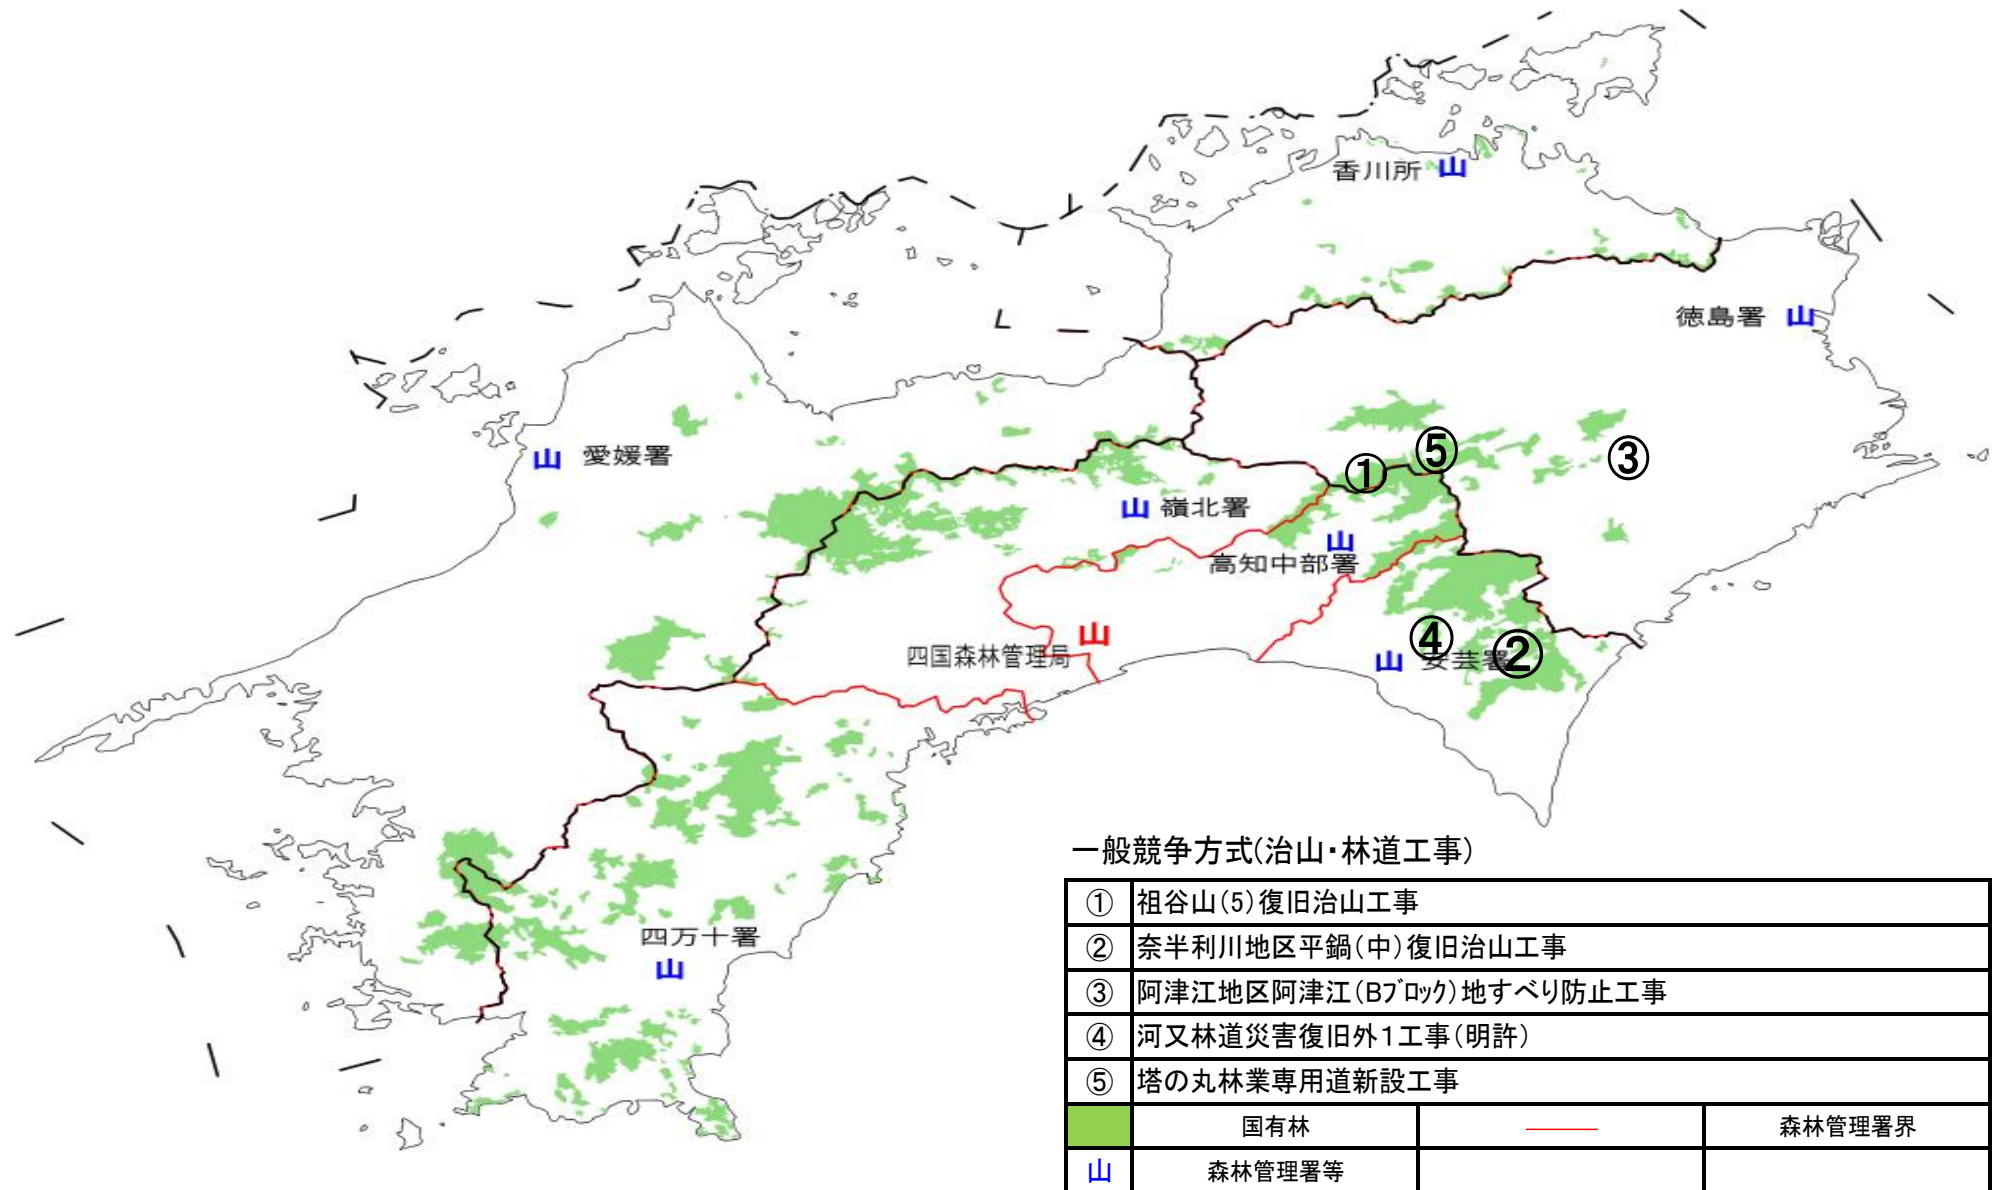 香川所 山
徳島署 山
山 愛媛署
⑤
① ③
山 嶺北署
山
高知中部署
山
四国森林管理局
④ ②
山 安芸署
四万十署
山
一般競争方式(治山・林道工事)
① 祖谷山(5)復旧治山工事
② 奈半利川地区平鍋(中)復旧治山工事
③ 阿津江地区阿津江(Bブロック)地すべり防止工事
④ 河又林道災害復旧外1工事(明許)
⑤ 塔の丸林業専用道新設工事
国有林 森林管理署界
山 森林管理署等